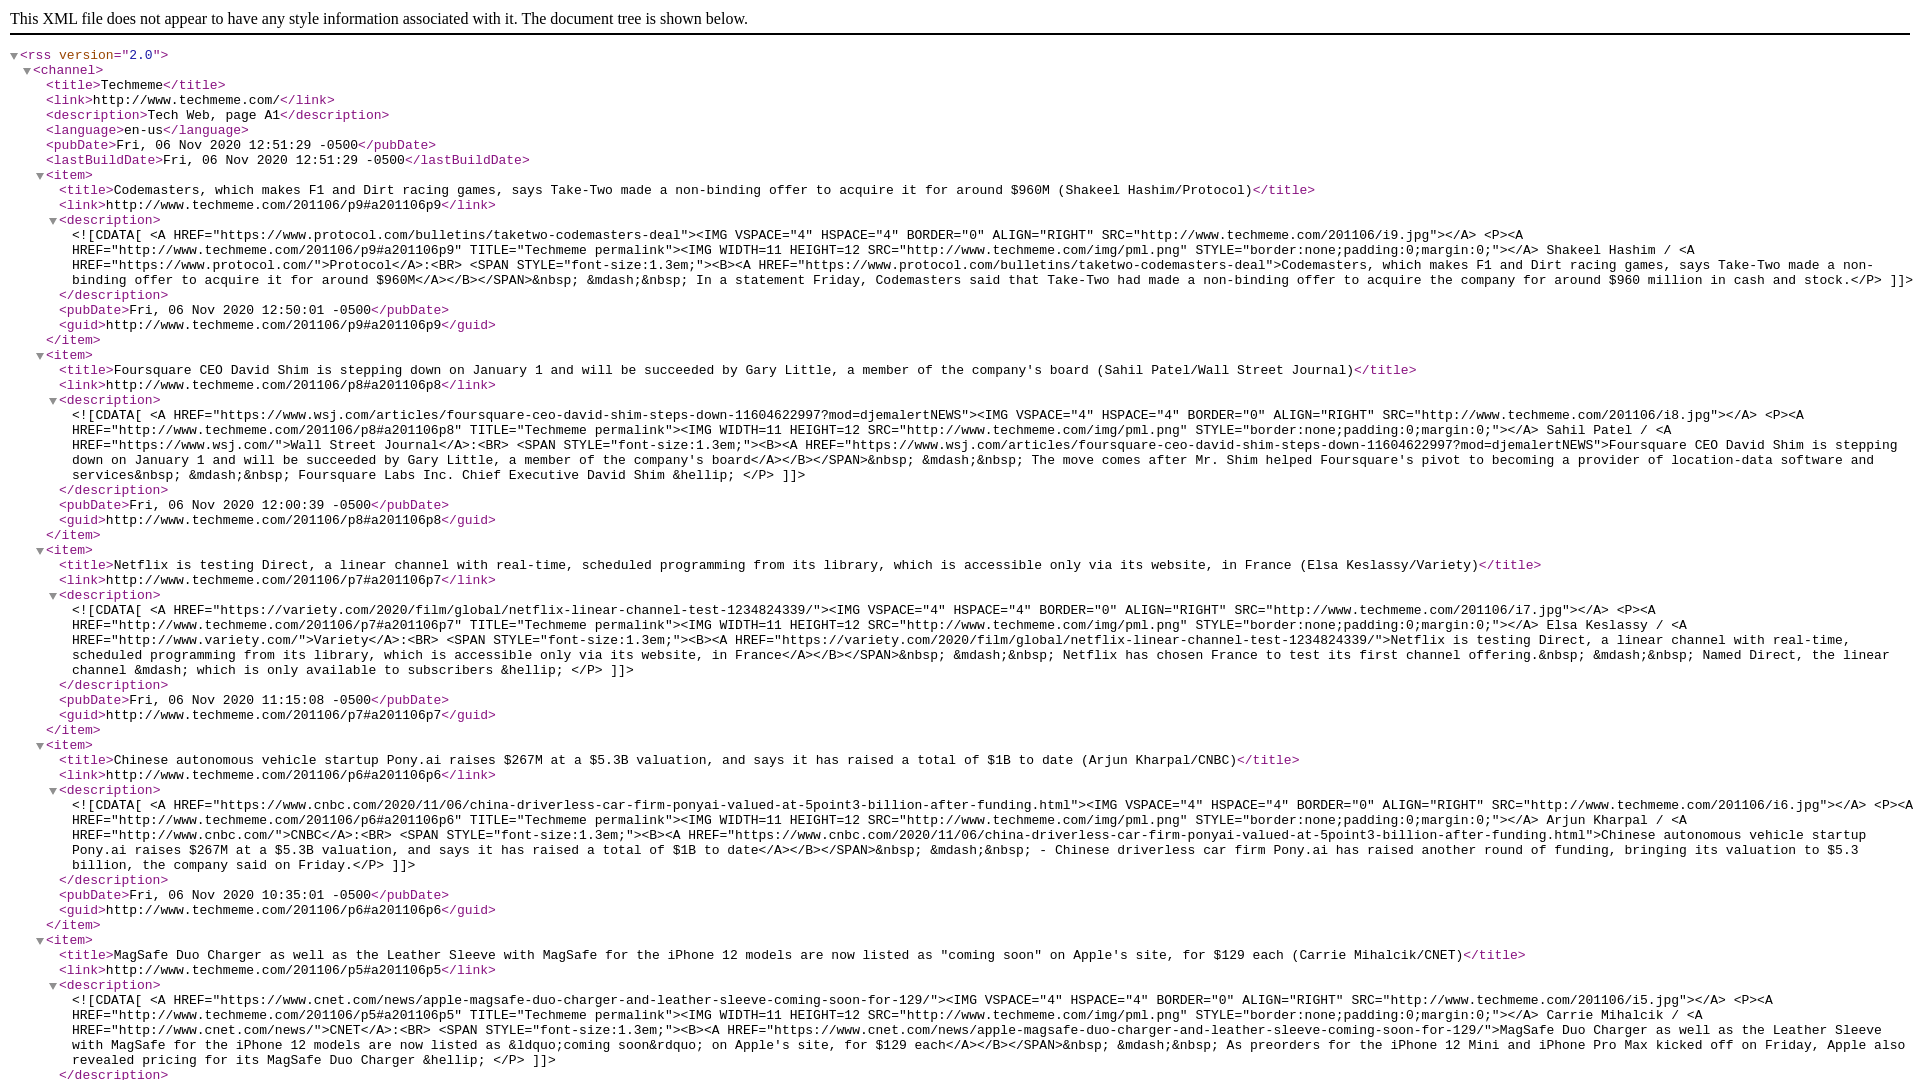 This XML file does not appear to have any style information associated with it. The document tree is shown below.
<rss version="2.0">
<channel>
<title>Techmeme</title>
<link>http://www.techmeme.com/</link>
<description>Tech Web, page A1</description>
<language>en-us</language>
<pubDate>Fri, 06 Nov 2020 12:51:29 -0500</pubDate>
<lastBuildDate>Fri, 06 Nov 2020 12:51:29 -0500</lastBuildDate>
<item>
<title>Codemasters, which makes F1 and Dirt racing games, says Take-Two made a non-binding offer to acquire it for around $960M (Shakeel Hashim/Protocol)</title>
<link>http://www.techmeme.com/201106/p9#a201106p9</link>
<description>
<![CDATA[ <A HREF="https://www.protocol.com/bulletins/taketwo-codemasters-deal"><IMG VSPACE="4" HSPACE="4" BORDER="0" ALIGN="RIGHT" SRC="http://www.techmeme.com/201106/i9.jpg"></A> <P><A
HREF="http://www.techmeme.com/201106/p9#a201106p9" TITLE="Techmeme permalink"><IMG WIDTH=11 HEIGHT=12 SRC="http://www.techmeme.com/img/pml.png" STYLE="border:none;padding:0;margin:0;"></A> Shakeel Hashim / <A
HREF="https://www.protocol.com/">Protocol</A>:<BR> <SPAN STYLE="font-size:1.3em;"><B><A HREF="https://www.protocol.com/bulletins/taketwo-codemasters-deal">Codemasters, which makes F1 and Dirt racing games, says Take-Two made a non-
binding offer to acquire it for around $960M</A></B></SPAN>&nbsp; &mdash;&nbsp; In a statement Friday, Codemasters said that Take-Two had made a non-binding offer to acquire the company for around $960 million in cash and stock.</P> ]]>
</description>
<pubDate>Fri, 06 Nov 2020 12:50:01 -0500</pubDate>
<guid>http://www.techmeme.com/201106/p9#a201106p9</guid>
</item>
<item>
<title>Foursquare CEO David Shim is stepping down on January 1 and will be succeeded by Gary Little, a member of the company's board (Sahil Patel/Wall Street Journal)</title>
<link>http://www.techmeme.com/201106/p8#a201106p8</link>
<description>
<![CDATA[ <A HREF="https://www.wsj.com/articles/foursquare-ceo-david-shim-steps-down-11604622997?mod=djemalertNEWS"><IMG VSPACE="4" HSPACE="4" BORDER="0" ALIGN="RIGHT" SRC="http://www.techmeme.com/201106/i8.jpg"></A> <P><A
HREF="http://www.techmeme.com/201106/p8#a201106p8" TITLE="Techmeme permalink"><IMG WIDTH=11 HEIGHT=12 SRC="http://www.techmeme.com/img/pml.png" STYLE="border:none;padding:0;margin:0;"></A> Sahil Patel / <A
HREF="https://www.wsj.com/">Wall Street Journal</A>:<BR> <SPAN STYLE="font-size:1.3em;"><B><A HREF="https://www.wsj.com/articles/foursquare-ceo-david-shim-steps-down-11604622997?mod=djemalertNEWS">Foursquare CEO David Shim is stepping
down on January 1 and will be succeeded by Gary Little, a member of the company's board</A></B></SPAN>&nbsp; &mdash;&nbsp; The move comes after Mr. Shim helped Foursquare's pivot to becoming a provider of location-data software and
services&nbsp; &mdash;&nbsp; Foursquare Labs Inc. Chief Executive David Shim &hellip; </P> ]]>
</description>
<pubDate>Fri, 06 Nov 2020 12:00:39 -0500</pubDate>
<guid>http://www.techmeme.com/201106/p8#a201106p8</guid>
</item>
<item>
<title>Netflix is testing Direct, a linear channel with real-time, scheduled programming from its library, which is accessible only via its website, in France (Elsa Keslassy/Variety)</title>
<link>http://www.techmeme.com/201106/p7#a201106p7</link>
<description>
<![CDATA[ <A HREF="https://variety.com/2020/film/global/netflix-linear-channel-test-1234824339/"><IMG VSPACE="4" HSPACE="4" BORDER="0" ALIGN="RIGHT" SRC="http://www.techmeme.com/201106/i7.jpg"></A> <P><A
HREF="http://www.techmeme.com/201106/p7#a201106p7" TITLE="Techmeme permalink"><IMG WIDTH=11 HEIGHT=12 SRC="http://www.techmeme.com/img/pml.png" STYLE="border:none;padding:0;margin:0;"></A> Elsa Keslassy / <A
HREF="http://www.variety.com/">Variety</A>:<BR> <SPAN STYLE="font-size:1.3em;"><B><A HREF="https://variety.com/2020/film/global/netflix-linear-channel-test-1234824339/">Netflix is testing Direct, a linear channel with real-time,
scheduled programming from its library, which is accessible only via its website, in France</A></B></SPAN>&nbsp; &mdash;&nbsp; Netflix has chosen France to test its first channel offering.&nbsp; &mdash;&nbsp; Named Direct, the linear
channel &mdash; which is only available to subscribers &hellip; </P> ]]>
</description>
<pubDate>Fri, 06 Nov 2020 11:15:08 -0500</pubDate>
<guid>http://www.techmeme.com/201106/p7#a201106p7</guid>
</item>
<item>
<title>Chinese autonomous vehicle startup Pony.ai raises $267M at a $5.3B valuation, and says it has raised a total of $1B to date (Arjun Kharpal/CNBC)</title>
<link>http://www.techmeme.com/201106/p6#a201106p6</link>
<description>
<![CDATA[ <A HREF="https://www.cnbc.com/2020/11/06/china-driverless-car-firm-ponyai-valued-at-5point3-billion-after-funding.html"><IMG VSPACE="4" HSPACE="4" BORDER="0" ALIGN="RIGHT" SRC="http://www.techmeme.com/201106/i6.jpg"></A> <P><A
HREF="http://www.techmeme.com/201106/p6#a201106p6" TITLE="Techmeme permalink"><IMG WIDTH=11 HEIGHT=12 SRC="http://www.techmeme.com/img/pml.png" STYLE="border:none;padding:0;margin:0;"></A> Arjun Kharpal / <A
HREF="http://www.cnbc.com/">CNBC</A>:<BR> <SPAN STYLE="font-size:1.3em;"><B><A HREF="https://www.cnbc.com/2020/11/06/china-driverless-car-firm-ponyai-valued-at-5point3-billion-after-funding.html">Chinese autonomous vehicle startup
Pony.ai raises $267M at a $5.3B valuation, and says it has raised a total of $1B to date</A></B></SPAN>&nbsp; &mdash;&nbsp; - Chinese driverless car firm Pony.ai has raised another round of funding, bringing its valuation to $5.3
billion, the company said on Friday.</P> ]]>
</description>
<pubDate>Fri, 06 Nov 2020 10:35:01 -0500</pubDate>
<guid>http://www.techmeme.com/201106/p6#a201106p6</guid>
</item>
<item>
<title>MagSafe Duo Charger as well as the Leather Sleeve with MagSafe for the iPhone 12 models are now listed as "coming soon" on Apple's site, for $129 each (Carrie Mihalcik/CNET)</title>
<link>http://www.techmeme.com/201106/p5#a201106p5</link>
<description>
<![CDATA[ <A HREF="https://www.cnet.com/news/apple-magsafe-duo-charger-and-leather-sleeve-coming-soon-for-129/"><IMG VSPACE="4" HSPACE="4" BORDER="0" ALIGN="RIGHT" SRC="http://www.techmeme.com/201106/i5.jpg"></A> <P><A
HREF="http://www.techmeme.com/201106/p5#a201106p5" TITLE="Techmeme permalink"><IMG WIDTH=11 HEIGHT=12 SRC="http://www.techmeme.com/img/pml.png" STYLE="border:none;padding:0;margin:0;"></A> Carrie Mihalcik / <A
HREF="http://www.cnet.com/news/">CNET</A>:<BR> <SPAN STYLE="font-size:1.3em;"><B><A HREF="https://www.cnet.com/news/apple-magsafe-duo-charger-and-leather-sleeve-coming-soon-for-129/">MagSafe Duo Charger as well as the Leather Sleeve
with MagSafe for the iPhone 12 models are now listed as &ldquo;coming soon&rdquo; on Apple's site, for $129 each</A></B></SPAN>&nbsp; &mdash;&nbsp; As preorders for the iPhone 12 Mini and iPhone Pro Max kicked off on Friday, Apple also
revealed pricing for its MagSafe Duo Charger &hellip; </P> ]]>
</description>